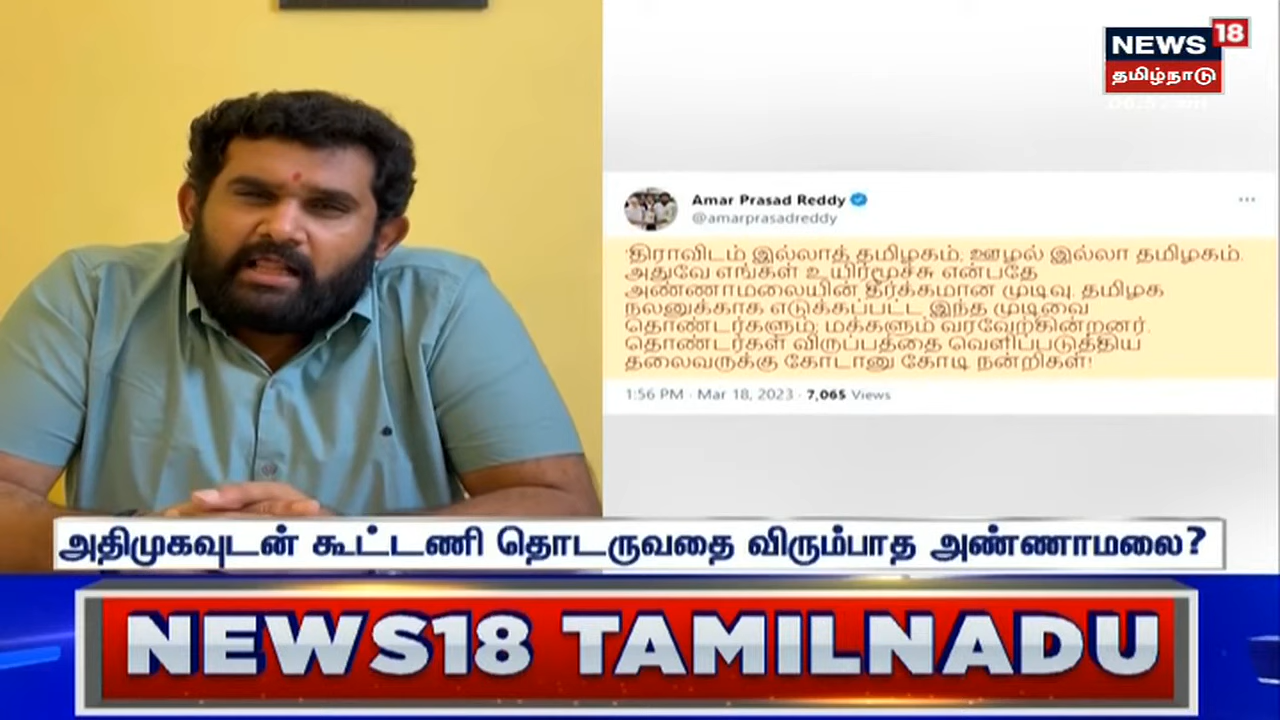 NEWS 18
தமிழ்நாடு
Amar Prasad Reddy
@amarprasadreddy
'திராவிடம் இல்லாத் தமிழகம், ஊழல் இல்லா தமிழகம்.
அதுவே எங்கள் உயிர்மூச்சு என்பதே
அண்ணாமலையின் தீர்க்கமான முடிவு. தமிழக
நலனுக்காக எடுக்கப்பட்ட இந்த முடிவை
தொண்டர்களும், மக்களும் வரவேற்கின்றனர்.
தொண்டர்கள் விருப்பத்தை வெளிப்படுத்திய
தலைவருக்கு கோடானு கோடி நன்றிகள்!
1:56 PM · Mar 18, 2023 · 7,065 Views
அதிமுகவுடன் கூட்டணி தொடருவதை விரும்பாத அண்ணாமலை?
NEWS18 TAMILNADU